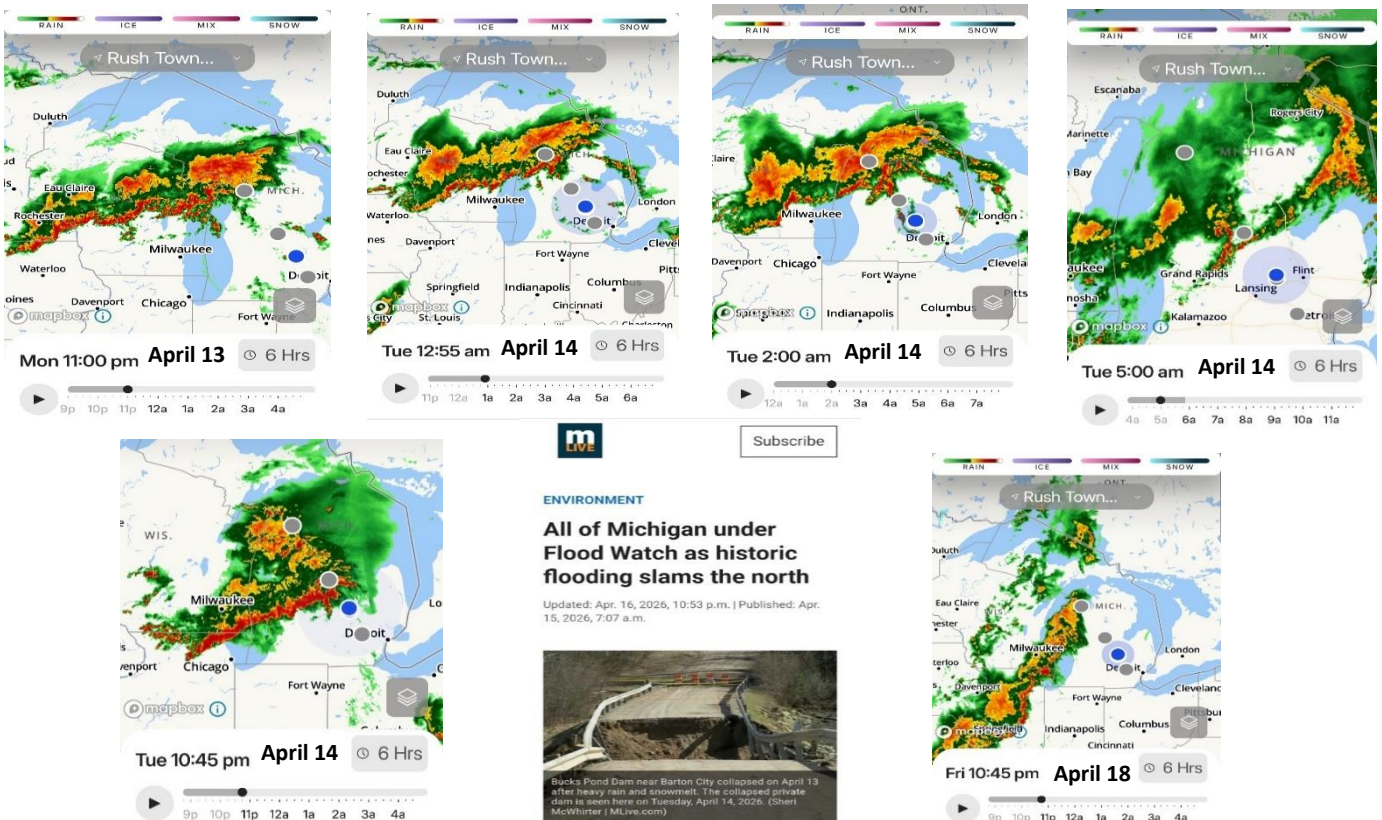 RAIN ICE MIX SNOW
Rush Town...
Duluth
Eau Claire
MICH.
Rochester
Milwaukee
Waterloo
Davenport
Chicago
Fort Wayne
mapbox
Mon 11:00 pm April 13 6 Hrs
9p 10p 11p 12a 1a 2a 3a 4a
RAIN ICE MIX SNOW
Rush Town...
Duluth
Eau Claire
Milwaukee
London
Waterloo
Davenport
Fort Wayne
Springfield
Indianapolis
Columbus
Cincinnati
mapbox
St. Louis
Charleston
Tue 12:55 am April 14 6 Hrs
11p 12a 1a 2a 3a 4a 5a 6a
ONT.
RAIN ICE MIX SNOW
Rush Town...
Duluth
Milwaukee
London
Davenport
Chicago
Fort Wayne
Indianapolis
Columbus
Tue 2:00 am April 14 6 Hrs
12a 1a 2a 3a 4a 5a 6a 7a
RAIN ICE MIX SNOW
Rush Town...
Escanaba
Rogers City
Marinette
MICHIGAN
Bay
Grand Rapids
Flint
Lansing
Kalamazoo
mapbox
Tue 5:00 am April 14 6 Hrs
4a 5a 6a 7a 8a 9a 10a 11a
WIS.
Milwaukee
Chicago
Fort Wayne
mapbox
Tue 10:45 pm April 14 6 Hrs
9p 10p 11p 12a 1a 2a 3a 4a
m
LIVE
Subscribe
ENVIRONMENT
All of Michigan under
Flood Watch as historic
flooding slams the north
Updated: Apr. 16, 2026, 10:53 p.m. | Published: Apr.
15, 2026, 7:07 a.m.
Bucks Pond Dam near Barton City collapsed on April 13
after heavy rain and snowmelt. The collapsed private
dam is seen here on Tuesday, April 14, 2026. (Sheri
McWhirter | MLive.com)
RAIN ICE MIX SNOW
ONT.
Rush Town...
Duluth
Eau Claire
WIS.
MICH.
Milwaukee
London
Davenport
Fort Wayne
Cleveland
Indianapolis
Columbus
Cincinnati
Fri 10:45 pm April 18 6 Hrs
9p 10p 11p 12a 1a 2a 3a 4a